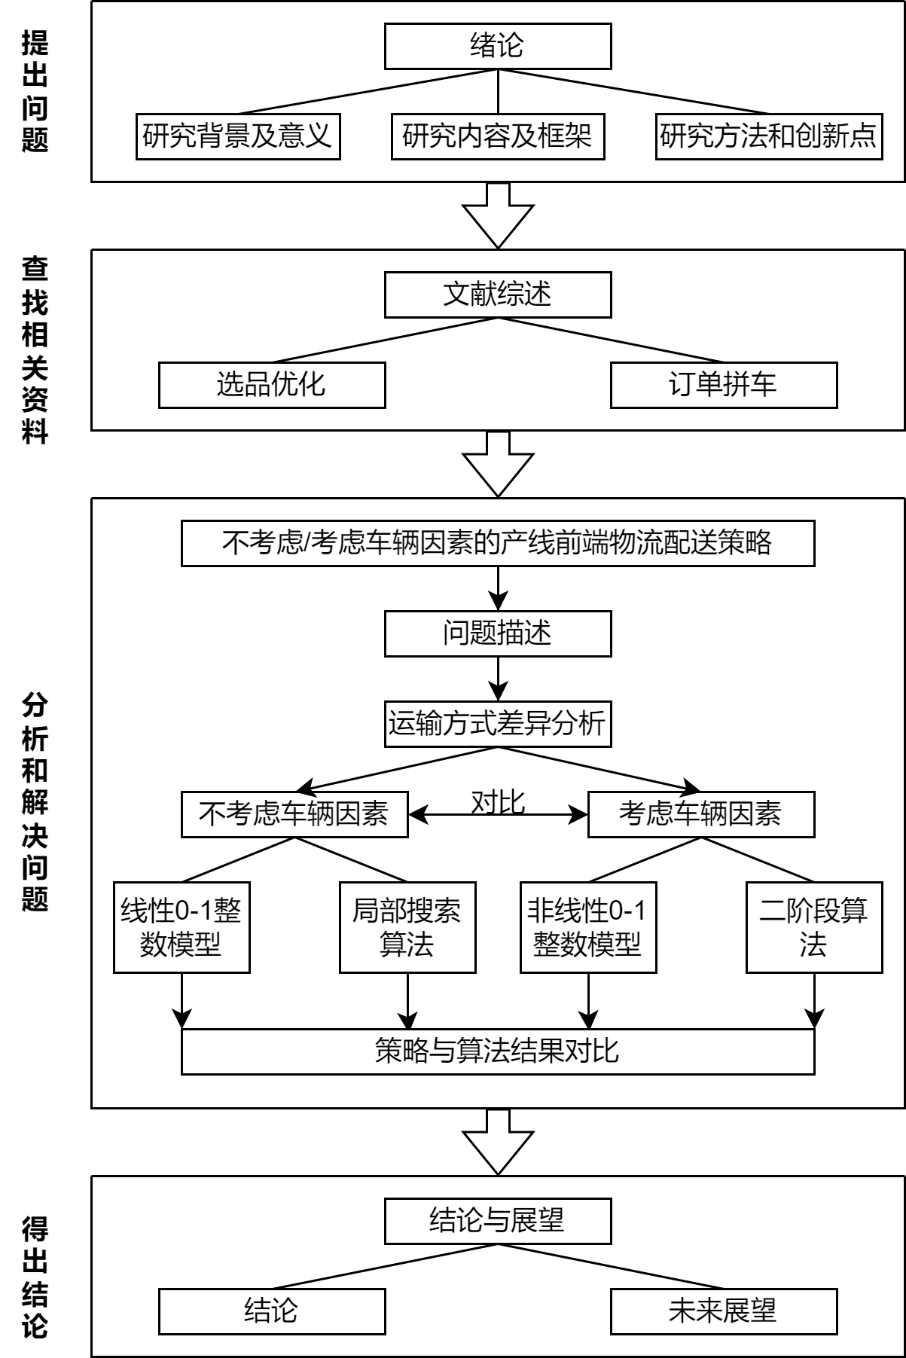 提出问题
绪论
研究背景及意义
研究内容及框架
研究方法和创新点
查找相关资料
文献综述
选品优化
订单拼车
分析和解决问题
不考虑/考虑车辆因素的产线前端物流配送策略
问题描述
运输方式差异分析
不考虑车辆因素
对比
考虑车辆因素
线性0-1整
数模型
局部搜索
算法
非线性0-1
整数模型
二阶段算
法
策略与算法结果对比
得出结论
结论与展望
结论
未来展望